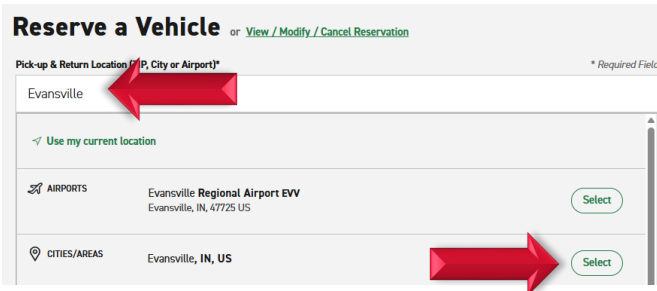 Reserve a Vehicle or View / Modify / Cancel Reservation
Pick-up & Return Location (ZIP, City or Airport)* * Required Field
Evansville
Use my current location
AIRPORTS Evansville Regional Airport EVV Select
Evansville, IN, 47725 US
CITIES/AREAS Evansville, IN, US Select